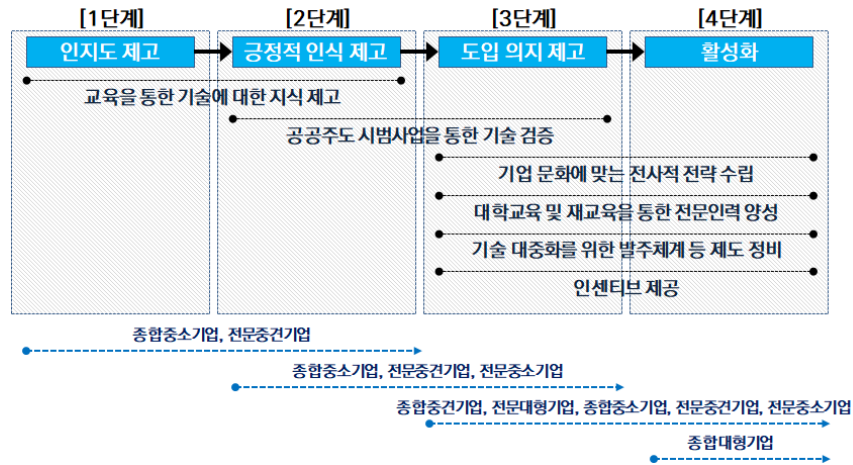 [1단계] [2단계] [3단계] [4단계]
인지도 제고 긍정적 인식 제고 도입 의지 제고 활성화
교육을 통한 기술에 대한 지식 제고
공공주도 시범사업을 통한 기술 검증
기업 문화에 맞는 전사적 전략 수립
대학교육 및 재교육을 통한 전문인력 양성
기술 대중화를 위한 발주체계 등 제도 정비
인센티브 제공
종합중소기업, 전문중견기업
종합중소기업, 전문중견기업, 전문중소기업
종합중견기업, 전문대형기업, 종합중소기업, 전문중견기업, 전문중소기업
종합대형기업